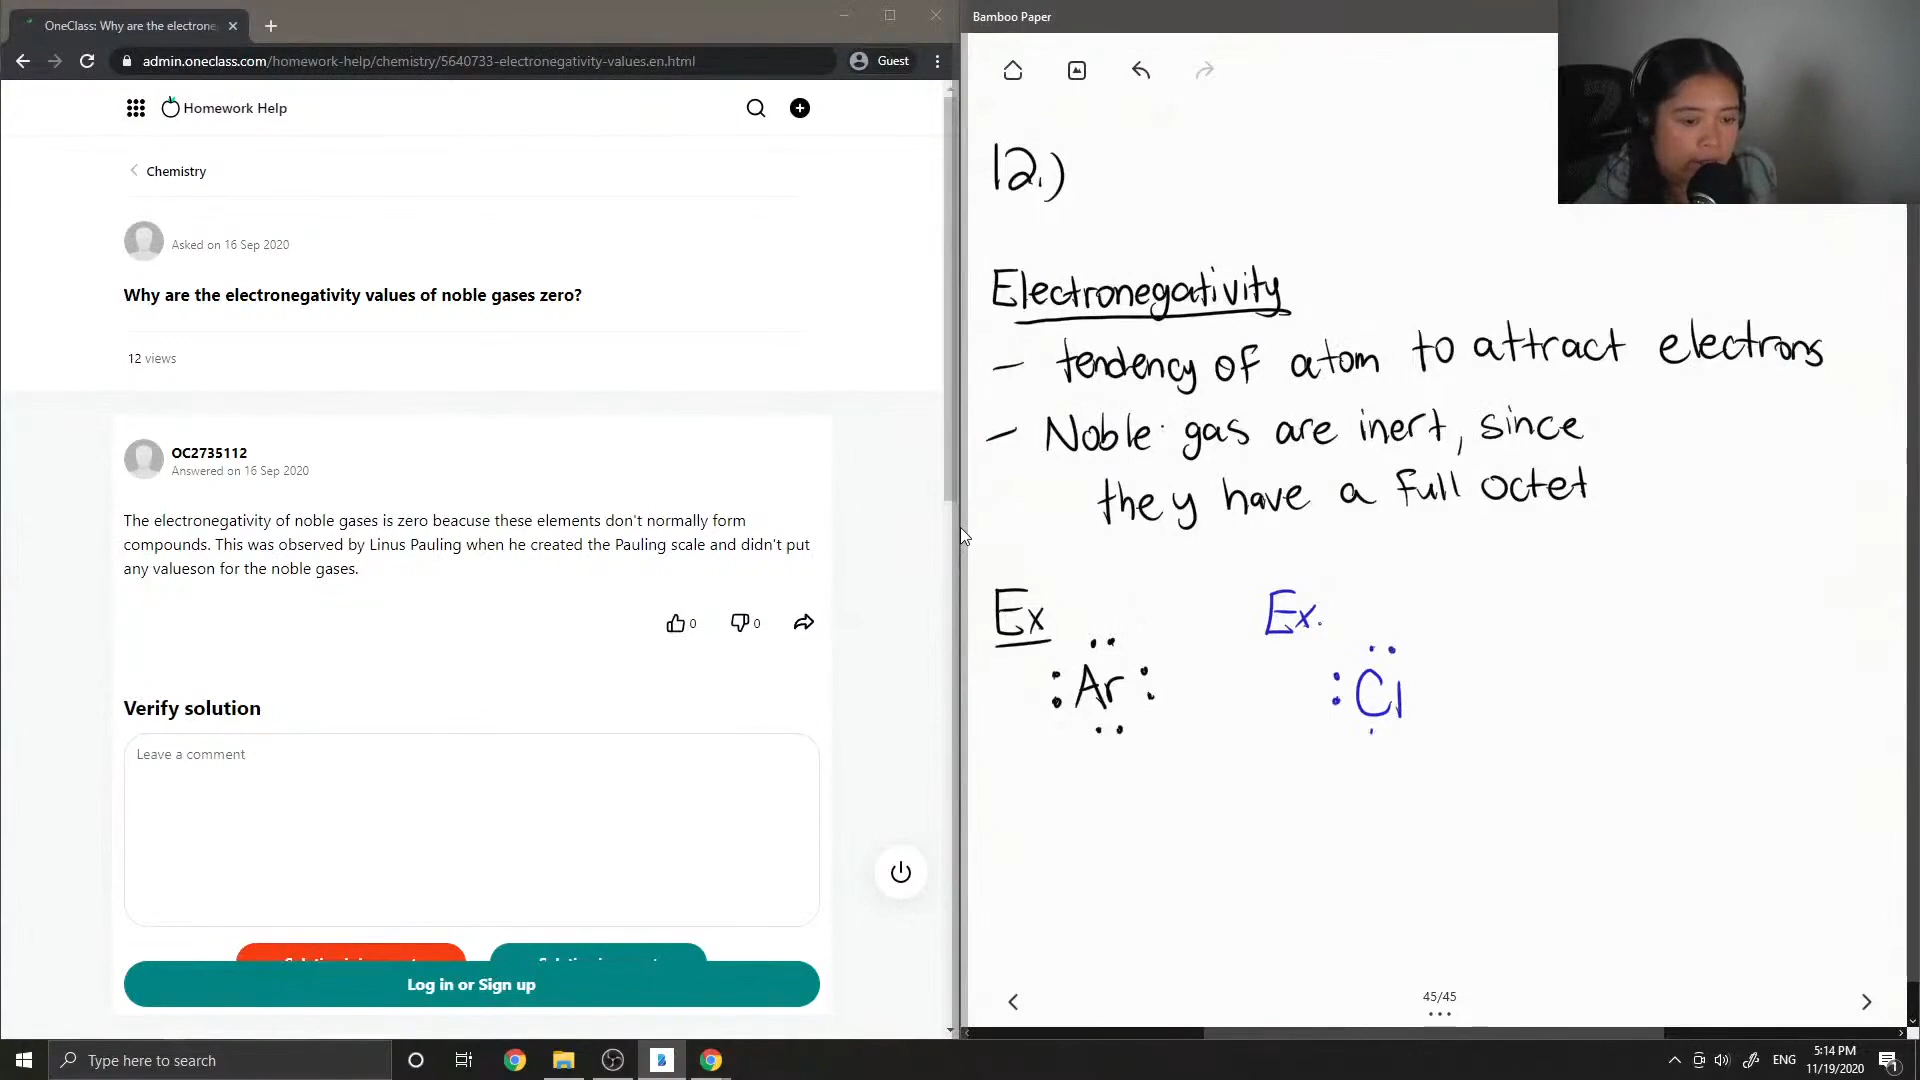 OneClass: Why are the electrone
admin.oneclass.com/homework-help/chemistry/5640733-electronegativity-values.en.html
Guest
Homework Help
Chemistry
Asked on 16 Sep 2020
Why are the electronegativity values of noble gases zero?
12 views
OC2735112
Answered on 16 Sep 2020
The electronegativity of noble gases is zero beacuse these elements don't normally form
compounds. This was observed by Linus Pauling when he created the Pauling scale and didn't put
any valueson for the noble gases.
0
0
Verify solution
Leave a comment
Log in or Sign up
Bamboo Paper
12.)
Electronegativity
- tendency of atom to attract electrons
- Noble gas are inert, since
they have a full octet
Ex
Ex.
Ar
Cl
45/45
Type here to search
ENG
5:14 PM
11/19/2020
1